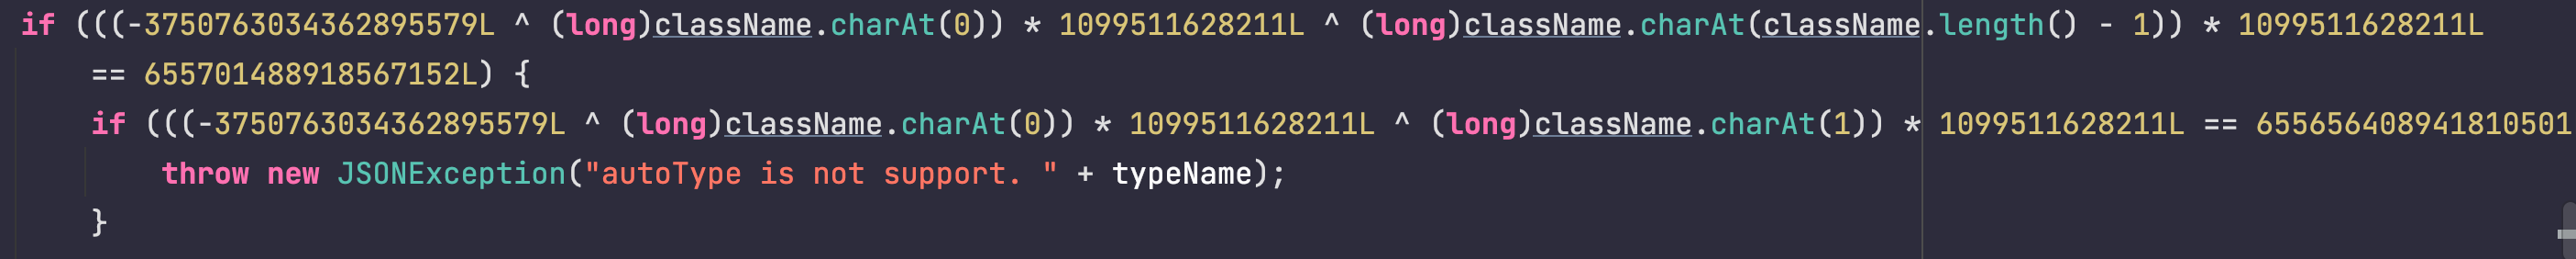 if (((-3750763034362895579L ^ (long)className.charAt(0)) * 1099511628211L ^ (long)className.charAt(className.length() - 1)) * 1099511628211L
== 655701488918567152L) {
if (((-3750763034362895579L ^ (long)className.charAt(0)) * 1099511628211L ^ (long)className.charAt(1)) * 1099511628211L == 655656408941810501
throw new JSONException("autoType is not support. " + typeName);
}